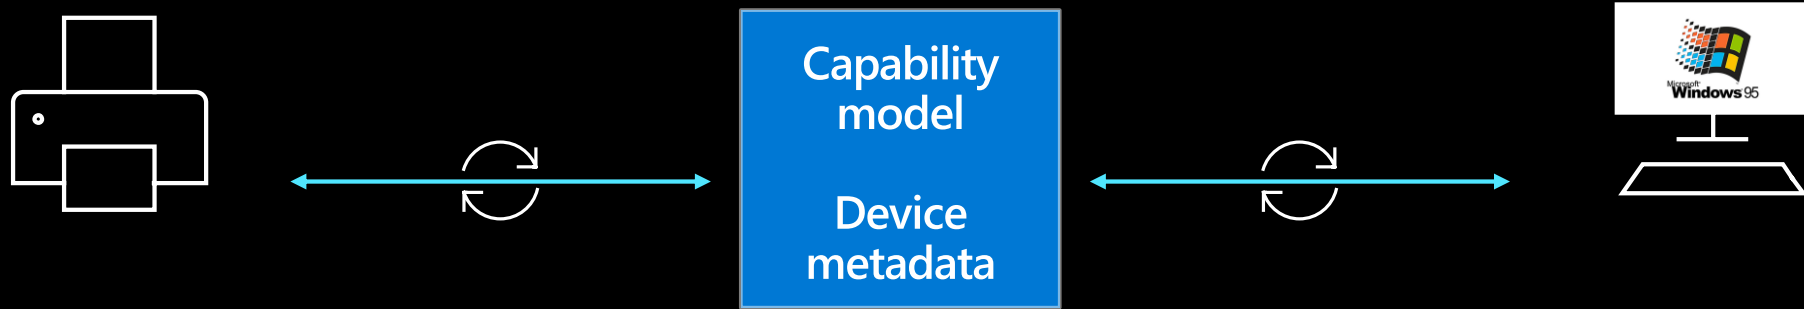 Capability
model
Device
metadata
Microsoft
Windows 95